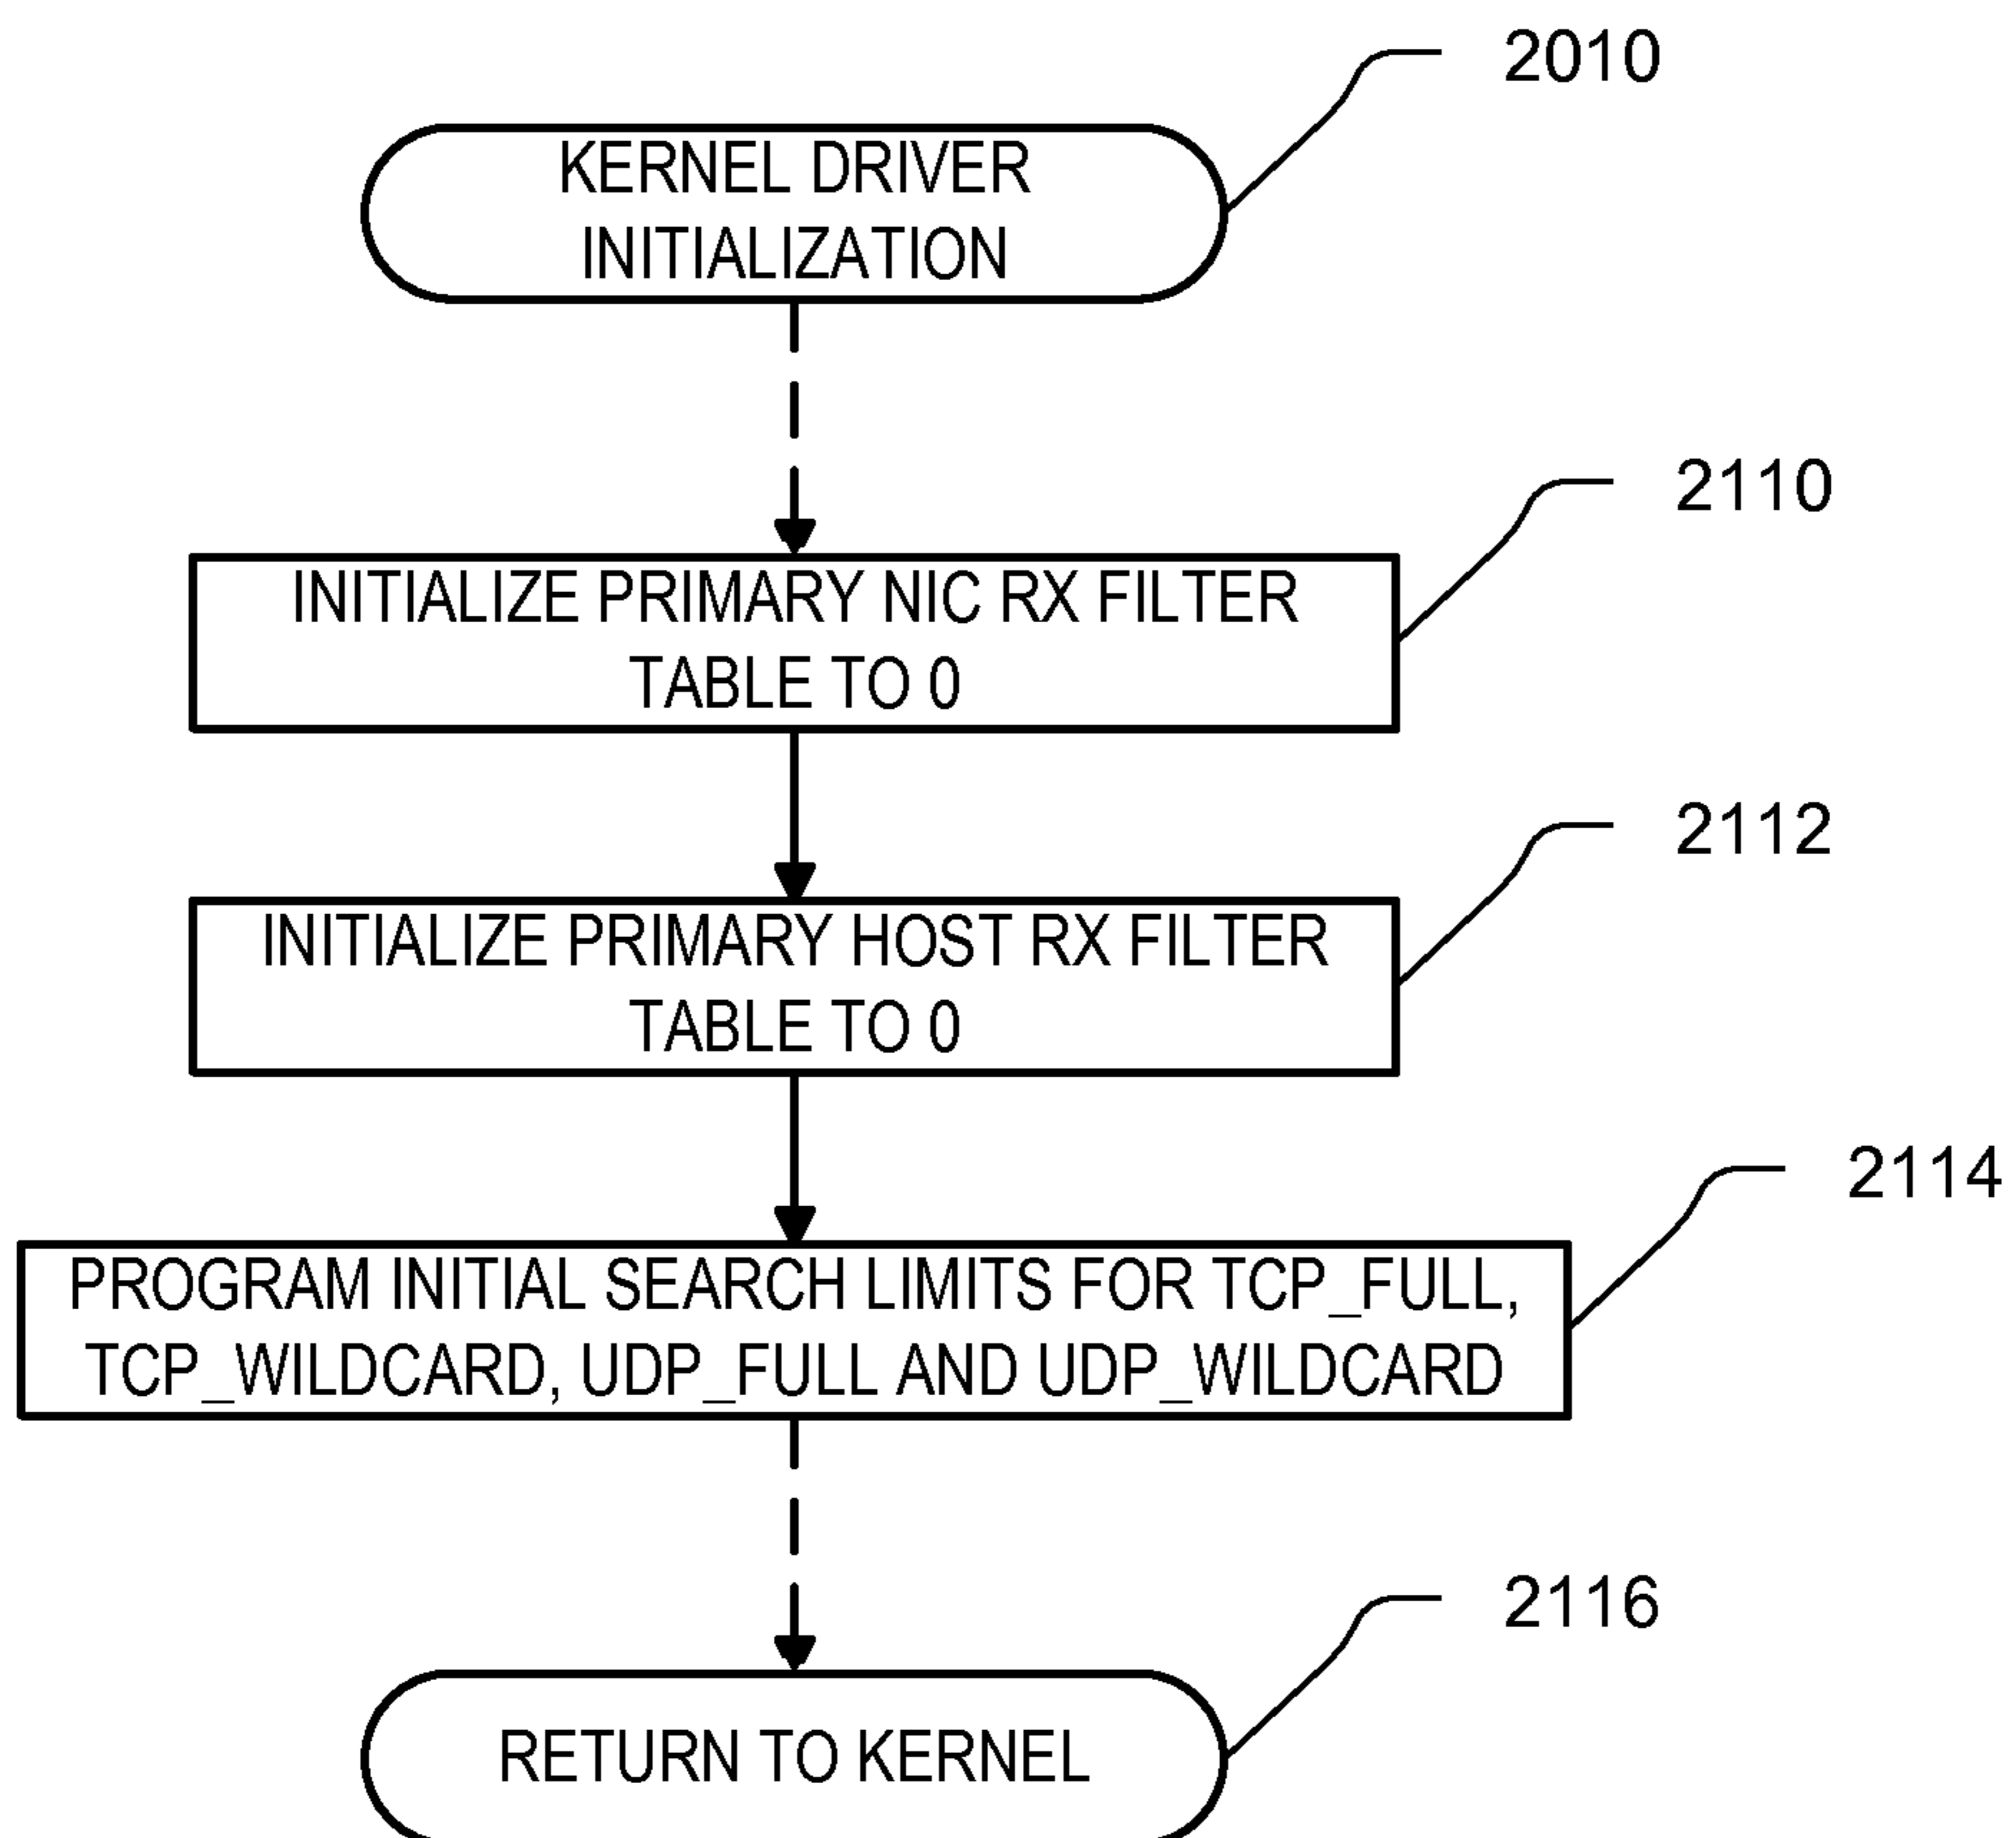 2010
KERNEL DRIVER
INITIALIZATION
2110
INITIALIZE PRIMARY NIC RX FILTER
TABLE TO 0
2112
INITIALIZE PRIMARY HOST RX FILTER
TABLE TO 0
2114
PROGRAM INITIAL SEARCH LIMITS FOR TCP_FULL,
TCP_WILDCARD, UDP_FULL AND UDP_WILDCARD
2116
RETURN TO KERNEL